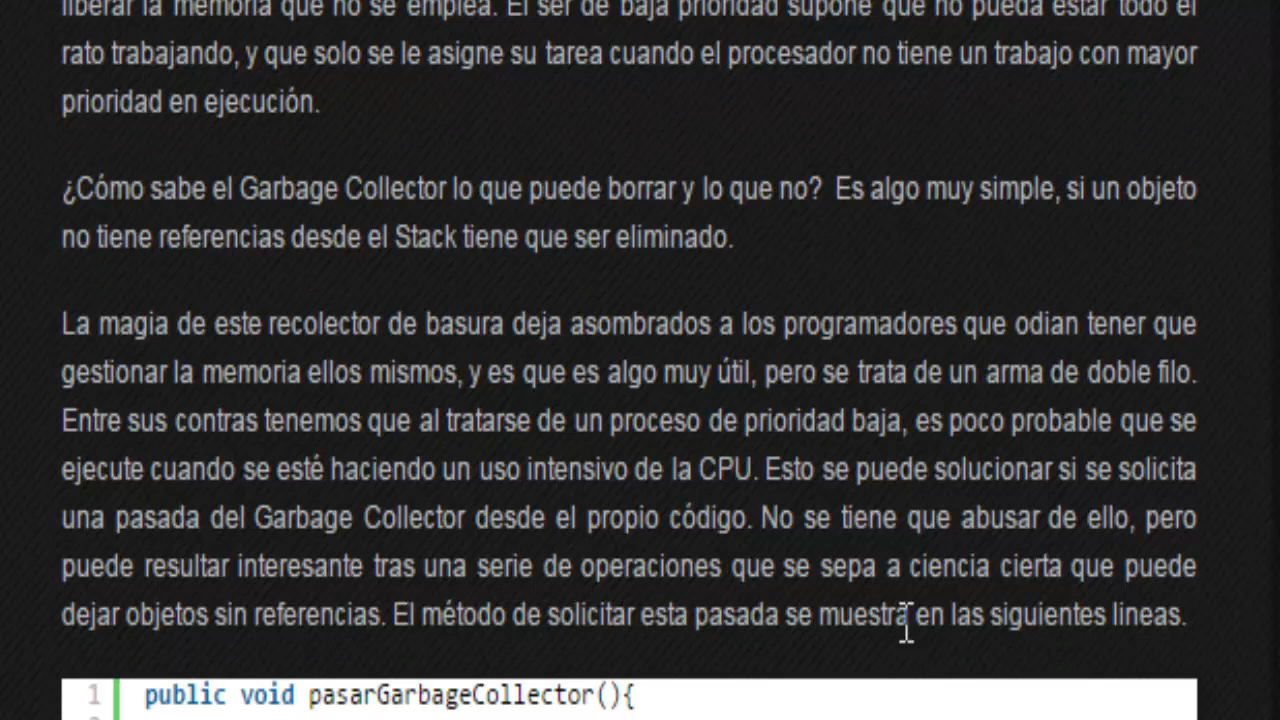 liberar la memoria que no se emplea. El ser de baja prioridad supone que no pueda estar todo el
rato trabajando, y que solo se le asigne su tarea cuando el procesador no tiene un trabajo con mayor
prioridad en ejecución.
¿Cómo sabe el Garbage Collector lo que puede borrar y lo que no? Es algo muy simple, si un objeto
no tiene referencias desde el Stack tiene que ser eliminado.
La magia de este recolector de basura deja asombrados a los programadores que odian tener que
gestionar la memoria ellos mismos, y es que es algo muy útil, pero se trata de un arma de doble filo.
Entre sus contras tenemos que al tratarse de un proceso de prioridad baja, es poco probable que se
ejecute cuando se esté haciendo un uso intensivo de la CPU. Esto se puede solucionar si se solicita
una pasada del Garbage Collector desde el propio código. No se tiene que abusar de ello, pero
puede resultar interesante tras una serie de operaciones que se sepa a ciencia cierta que puede
dejar objetos sin referencias. El método de solicitar esta pasada se muestra en las siguientes lineas.
1 public void pasarGarbageCollector(){